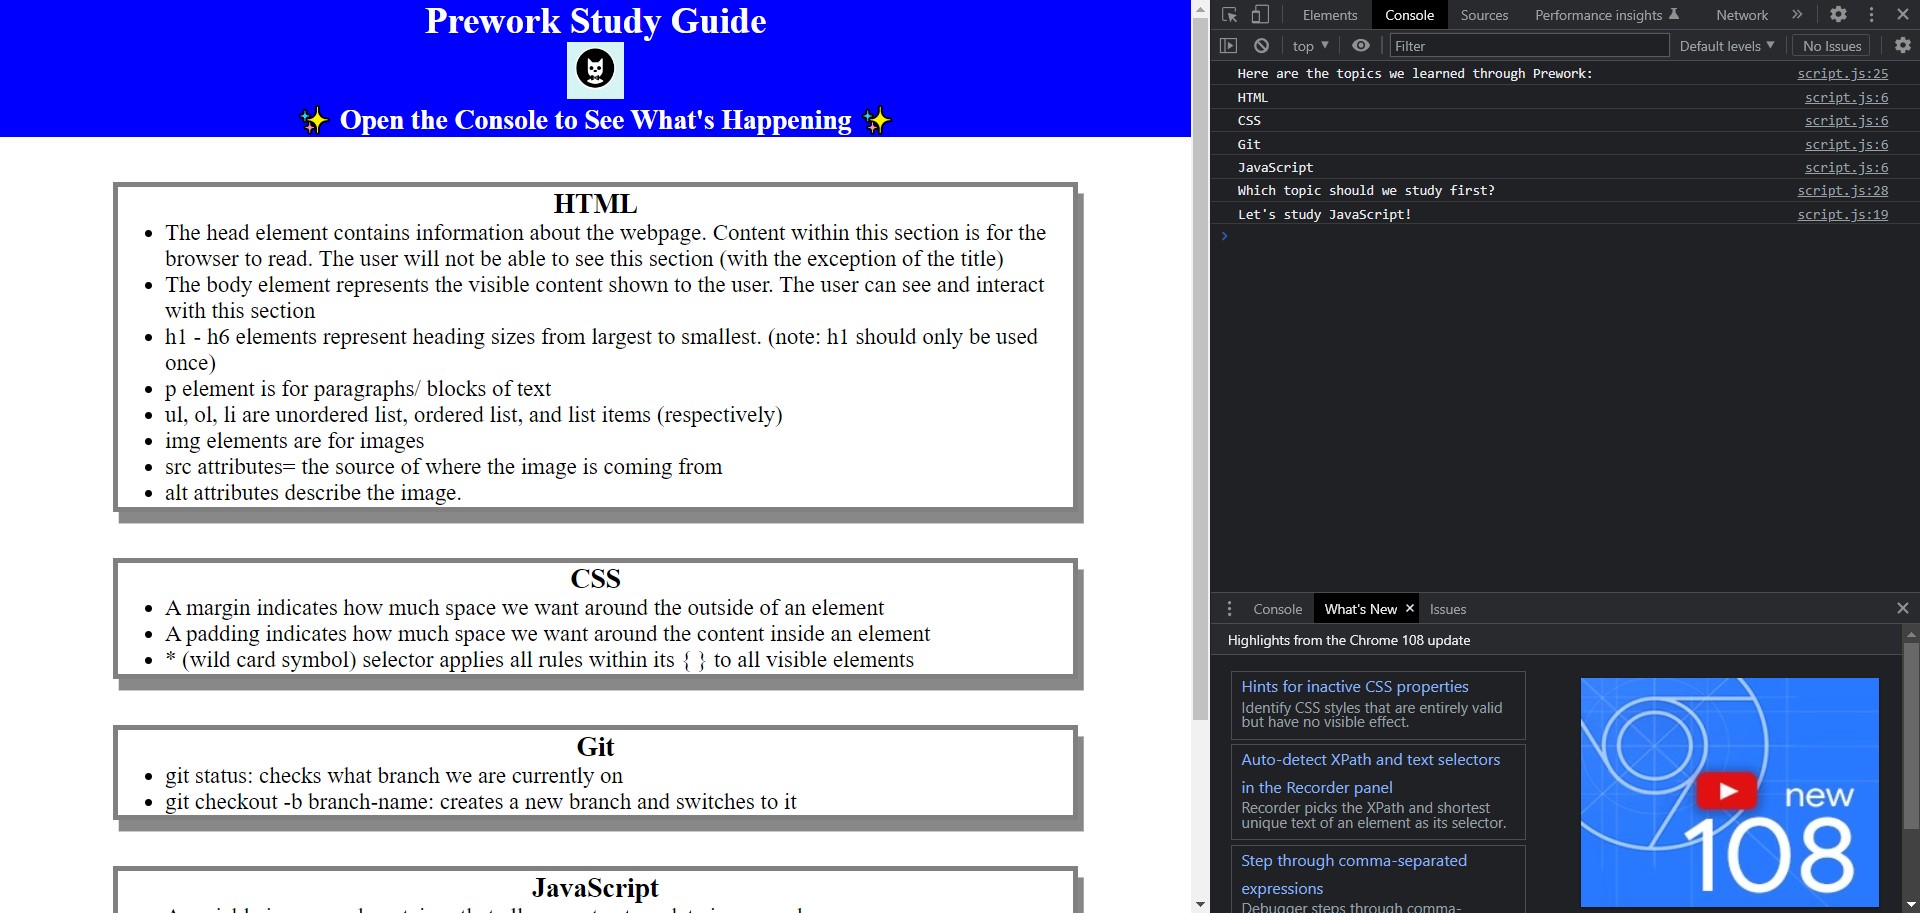 Prework Study Guide
✨ Open the Console to See What's Happening ✨
HTML
• The head element contains information about the webpage. Content within this section is for the
browser to read. The user will not be able to see this section (with the exception of the title)
• The body element represents the visible content shown to the user. The user can see and interact
with this section
• h1 - h6 elements represent heading sizes from largest to smallest. (note: h1 should only be used
once)
• p element is for paragraphs/ blocks of text
• ul, ol, li are unordered list, ordered list, and list items (respectively)
• img elements are for images
• src attributes= the source of where the image is coming from
• alt attributes describe the image.
CSS
• A margin indicates how much space we want around the outside of an element
• A padding indicates how much space we want around the content inside an element
• * (wild card symbol) selector applies all rules within its { } to all visible elements
Git
• git status: checks what branch we are currently on
• git checkout -b branch-name: creates a new branch and switches to it
JavaScript
Elements Console Sources Performance insights Network
top Filter Default levels No Issues
Here are the topics we learned through Prework: script.js:25
HTML script.js:6
CSS script.js:6
Git script.js:6
JavaScript script.js:6
Which topic should we study first? script.js:28
Let's study JavaScript! script.js:19
Console What's New Issues
Highlights from the Chrome 108 update
Hints for inactive CSS properties
Identify CSS styles that are entirely valid
but have no visible effect.
Auto-detect XPath and text selectors
in the Recorder panel
Recorder picks the XPath and shortest
unique text of an element as its selector.
Step through comma-separated
expressions
Debugger steps through comma-
new
108